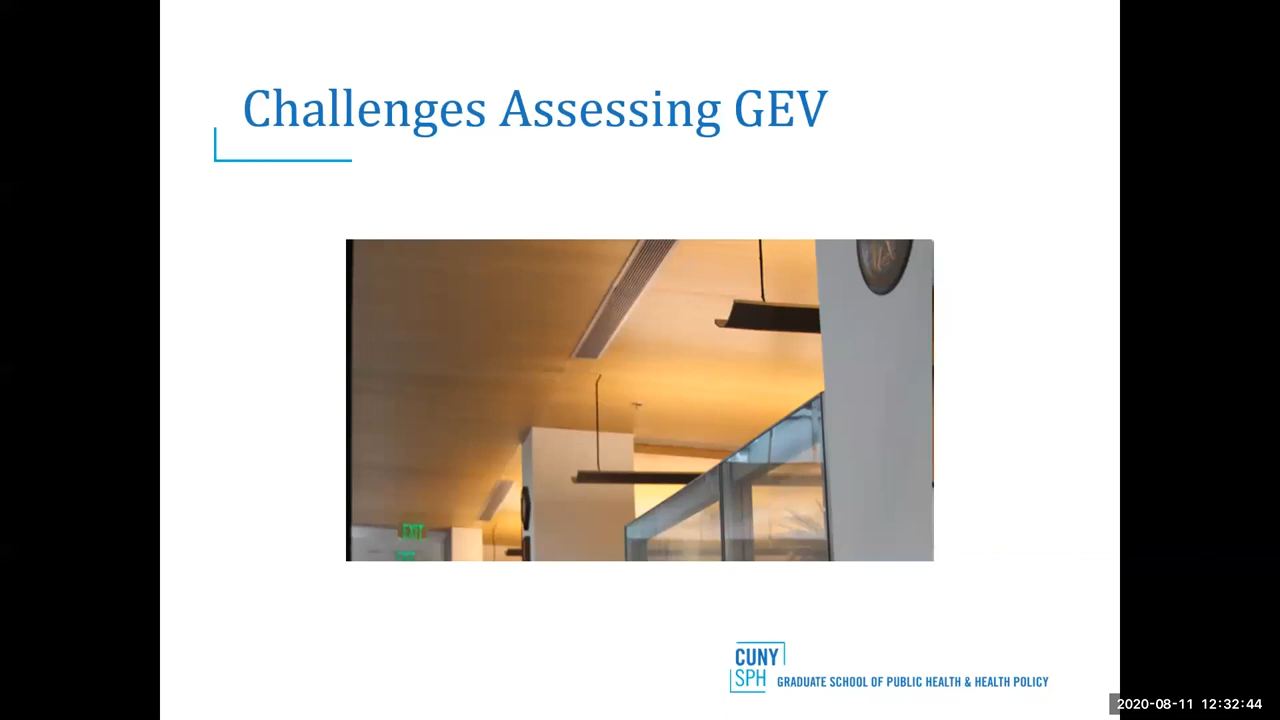 Challenges Assessing GEV
EXIT
CUNY
SPH GRADUATE SCHOOL OF PUBLIC HEALTH & HEALTH POLICY
2020-08-11 12:32:44